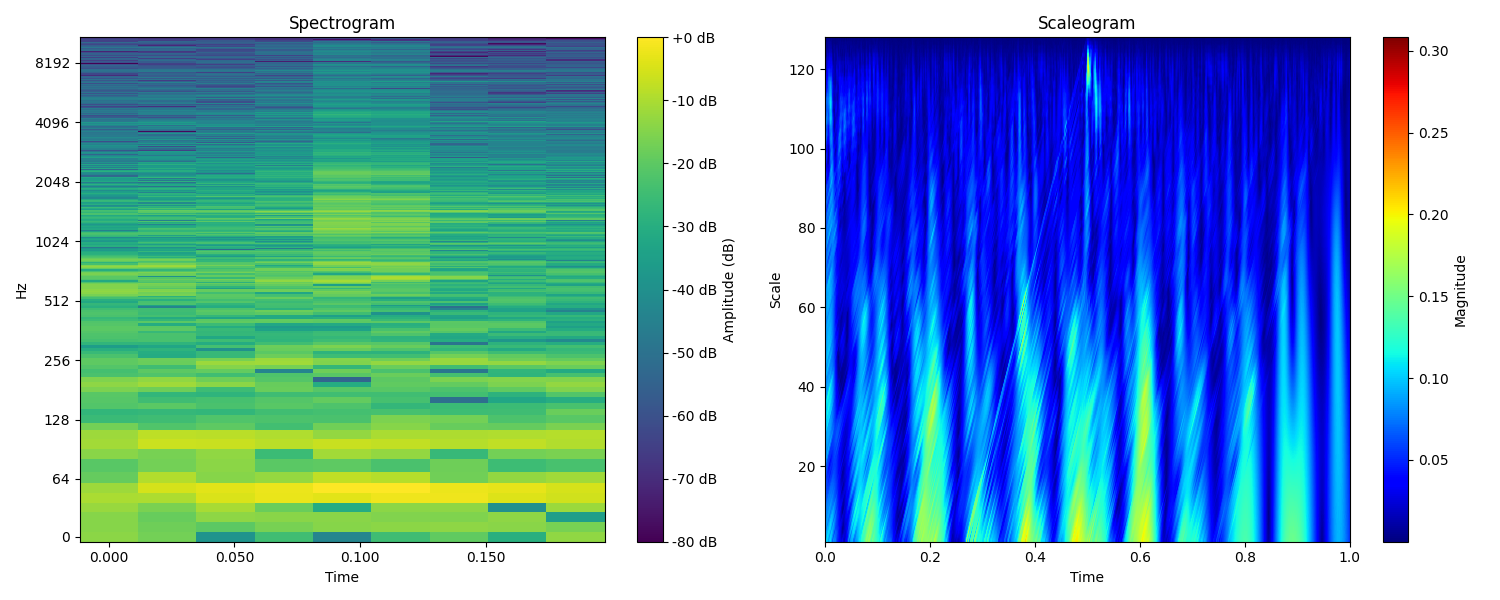 Spectrogram
Hz
8192
4096
2048
1024
512
256
128
64
0
0.000
0.050
0.100
0.150
Time
+0 dB
-10 dB
-20 dB
-30 dB
-40 dB
-50 dB
-60 dB
-70 dB
-80 dB
Amplitude (dB)
Scaleogram
Scale
120
100
80
60
40
20
0.0
0.2
0.4
0.6
0.8
1.0
Time
0.30
0.25
0.20
0.15
0.10
0.05
Magnitude